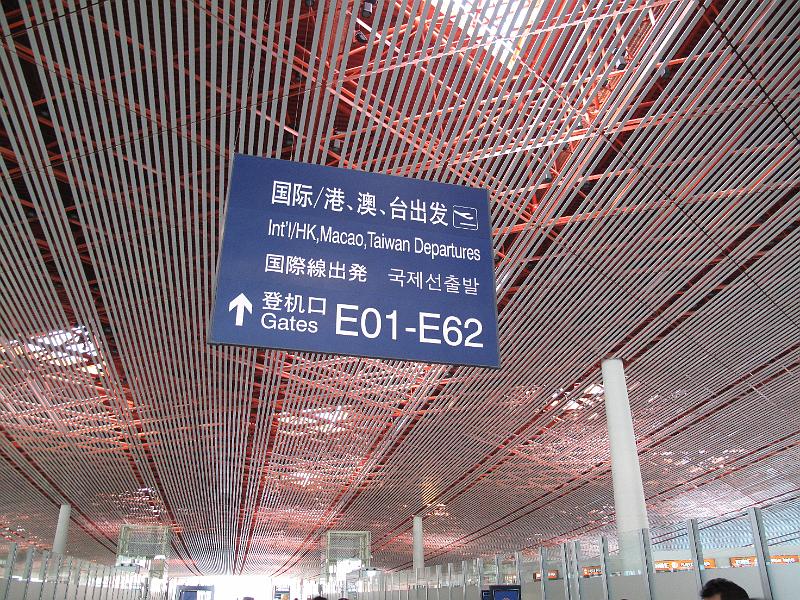 国际/港、澳、台出发
Int'l/HK,Macao,Taiwan Departures
国際線出発 국제선출발
登机口 E01-E62
Gates